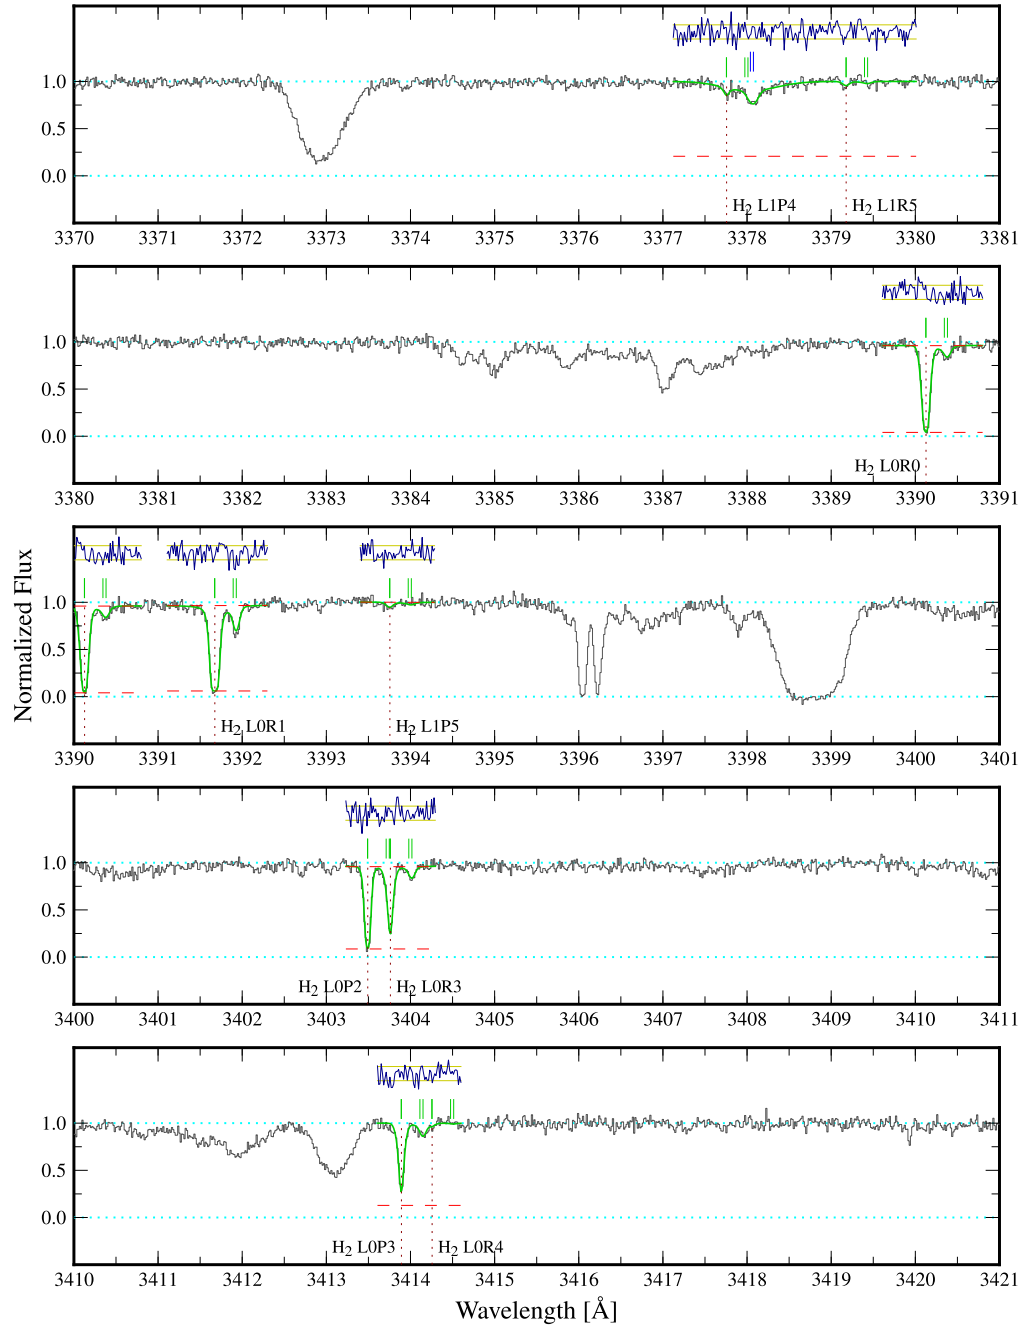 1.0
0.5
0.0
H2 L1P4
H2 L1R5
3370 3371 3372 3373 3374 3375 3376 3377 3378 3379 3380 3381
1.0
0.5
0.0
H2 L0R0
3380 3381 3382 3383 3384 3385 3386 3387 3388 3389 3390 3391
Normalized Flux
1.0
0.5
0.0
H2 L0R1
H2 L1P5
3390 3391 3392 3393 3394 3395 3396 3397 3398 3399 3400 3401
1.0
0.5
0.0
H2 L0P2
H2 L0R3
3400 3401 3402 3403 3404 3405 3406 3407 3408 3409 3410 3411
1.0
0.5
0.0
H2 L0P3
H2 L0R4
3410 3411 3412 3413 3414 3415 3416 3417 3418 3419 3420 3421
Wavelength [Å]